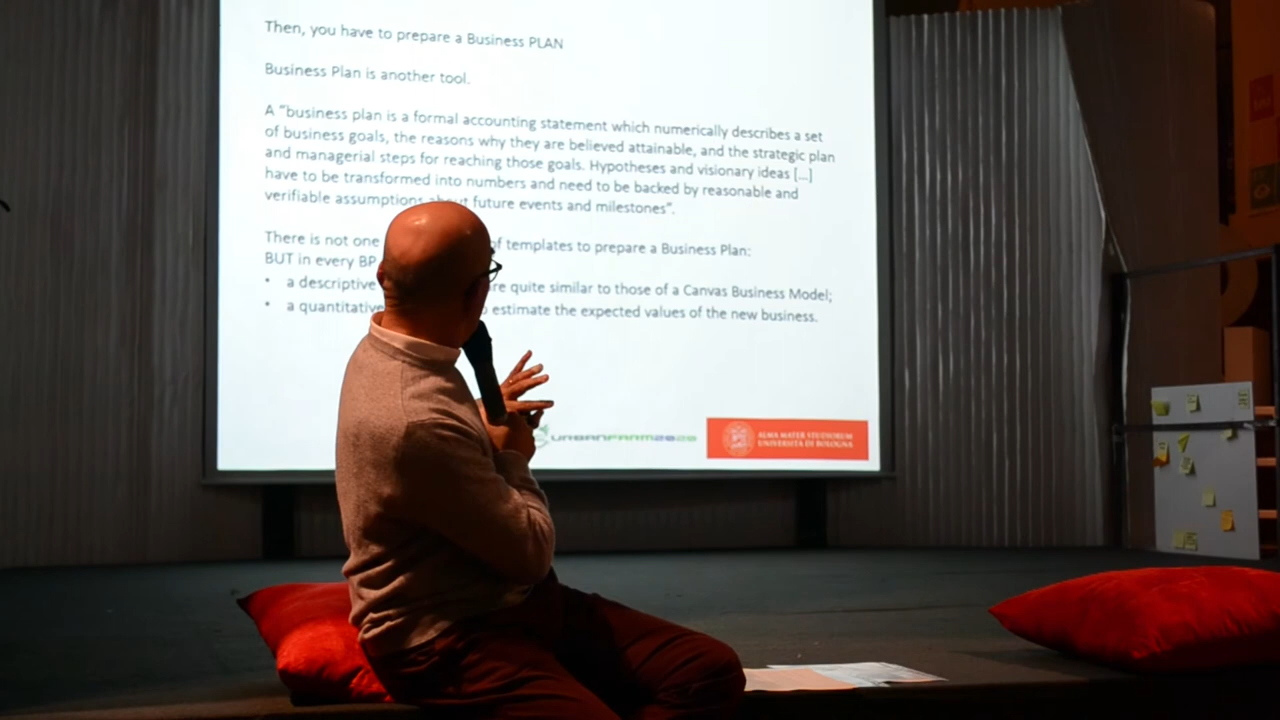 Then, you have to prepare a Business PLAN
Business Plan is another tool.
A "business plan is a formal accounting statement which numerically describes a set
of business goals, the reasons why they are believed attainable, and the strategic plan
and managerial steps for reaching those goals. Hypotheses and visionary ideas [...]
have to be transformed into numbers and need to be backed by reasonable and
verifiable assumptions about future events and milestones".
There is not one of templates to prepare a Business Plan:
BUT in every BP
• a descriptive are quite similar to those of a Canvas Business Model;
• a quantitative to estimate the expected values of the new business.
URBANFARM2020
ALMA MATER STUDIORUM
UNIVERSITÀ DI BOLOGNA